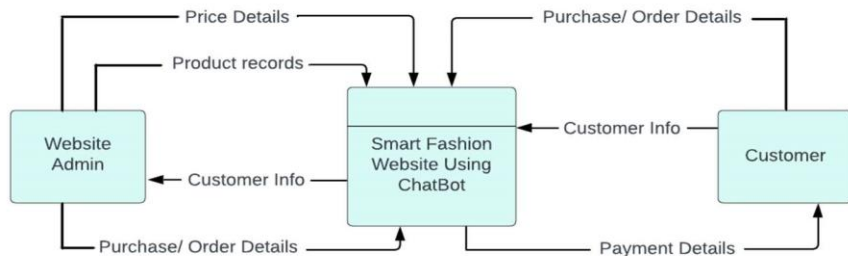 Price Details
Purchase/ Order Details
Product records
Website
Admin
Smart Fashion
Website Using
ChatBot
Customer Info
Customer
Customer Info
Purchase/ Order Details
Payment Details